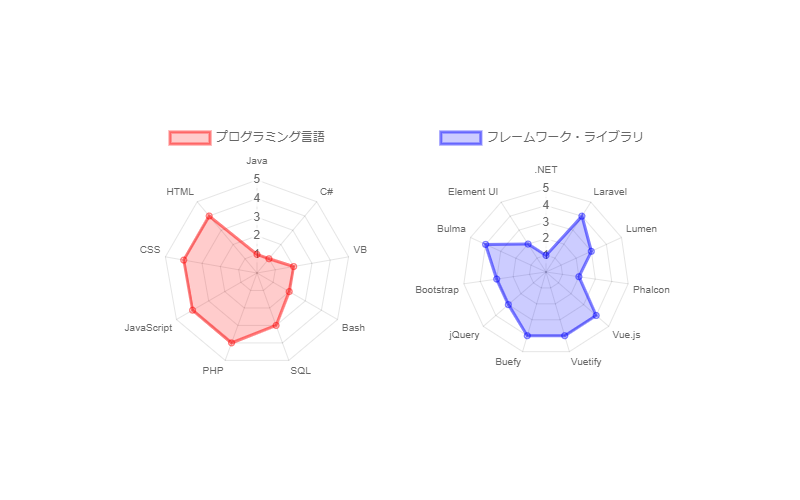 プログラミング言語
Java
C#
VB
Bash
SQL
PHP
JavaScript
CSS
HTML
5
4
3
2
1
フレームワーク・ライブラリ
.NET
Laravel
Lumen
Phalcon
Vue.js
Vuetify
Buefy
jQuery
Bootstrap
Bulma
Element UI
5
4
3
2
1